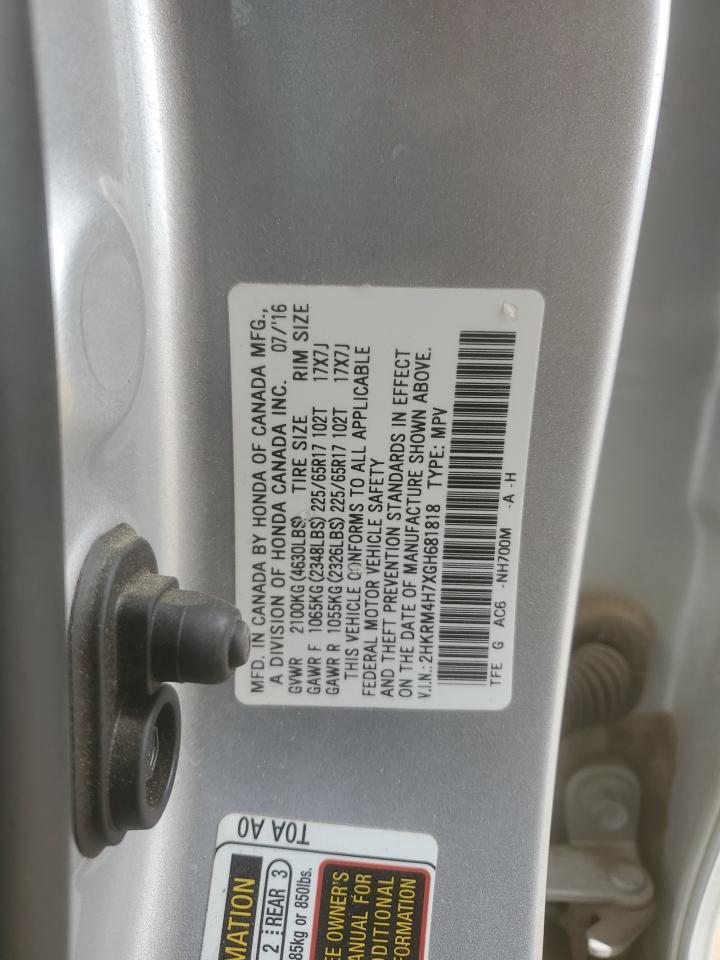 MFD. IN CANADA BY HONDA OF CANADA MFG.,
A DIVISION OF HONDA CANADA INC. 07/'16
GVWR 2100KG(4630LBS) TIRE SIZE RIM SIZE
GAWR F 1065KG(2348LBS) 225/65R17 102T 17X7J
GAWR R 1055KG(2326LBS) 225/65R17 102T 17X7J
THIS VEHICLE CONFORMS TO ALL APPLICABLE
FEDERAL MOTOR VEHICLE SAFETY
AND THEFT PREVENTION STANDARDS IN EFFECT
ON THE DATE OF MANUFACTURE SHOWN ABOVE.
V.I.N.: 2HKRM4H7XGH681818 TYPE: MPV
TFE G AC6 -NH700M -A -H
T0A A0
MATION
2 REAR 3
85kg or 850lbs.
EE OWNER'S
ANUAL FOR
DDITIONAL
FORMATION